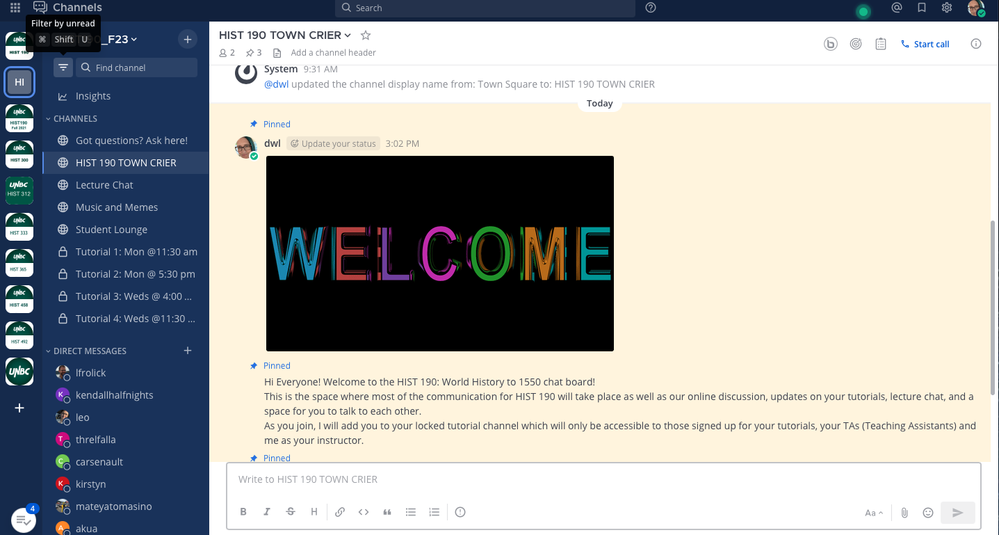 Channels
Search
Filter by unread
⌘ Shift U
_F23
Find channel
Insights
CHANNELS
Got questions? Ask here!
HIST 190 TOWN CRIER
Lecture Chat
Music and Memes
Student Lounge
Tutorial 1: Mon @11:30 am
Tutorial 2: Mon @ 5:30 pm
Tutorial 3: Weds @ 4:00 ...
Tutorial 4: Weds @11:30 ...
DIRECT MESSAGES
lfrolick
kendallhalfnights
leo
threlfalla
carsenault
kirstyn
mateyatomasino
akua
UNBC
HIST 190
HI
UNBC
HIST190
Fall 2021
UNBC
HIST 300
UNBC
HIST 312
UNBC
HIST 333
UNBC
HIST 365
UNBC
HIST 458
UNBC
HIST 492
UNBC
4
K
T
C
K
A
HIST 190 TOWN CRIER
2 3 Add a channel header
Start call
System 9:31 AM
@dwl updated the channel display name from: Town Square to: HIST 190 TOWN CRIER
Today
Pinned
dwl Update your status 3:02 PM
WELCOME
Pinned
Hi Everyone! Welcome to the HIST 190: World History to 1550 chat board!
This is the space where most of the communication for HIST 190 will take place as well as our online discussion, updates on your tutorials, lecture chat, and a
space for you to talk to each other.
As you join, I will add you to your locked tutorial channel which will only be accessible to those signed up for your tutorials, your TAs (Teaching Assistants) and
me as your instructor.
Pinned
Write to HIST 190 TOWN CRIER
B I S H
Aa